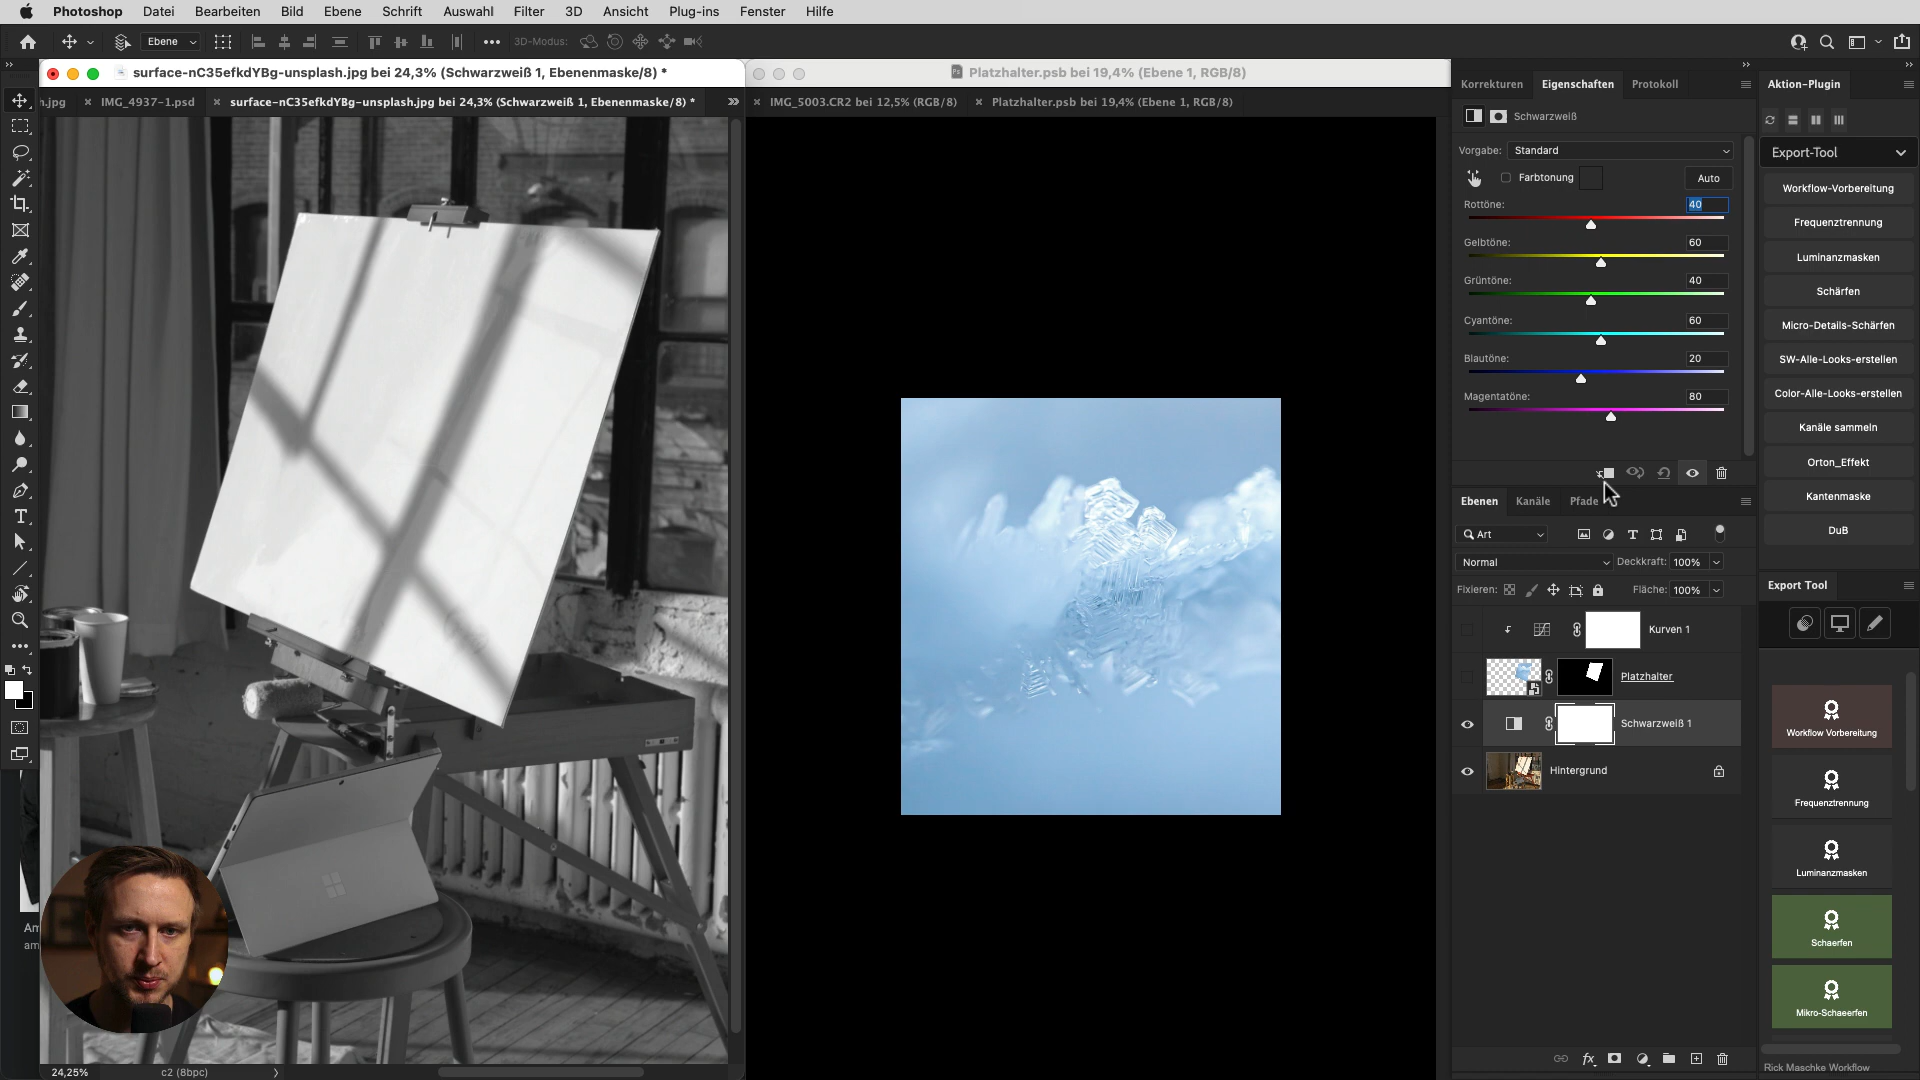 Photoshop Datei Bearbeiten Bild Ebene Schrift Auswahl Filter 3D Ansicht Plug-ins Fenster Hilfe
Ebene 3D-Modus:
surface-nC35efkdYBg-unsplash.jpg bei 24,3% (Schwarzweiß 1, Ebenenmaske/8) *
Platzhalter.psb bei 19,4% (Ebene 1, RGB/8)
h.jpg IMG_4937-1.psd surface-nC35efkdYBg-unsplash.jpg bei 24,3% (Schwarzweiß 1, Ebenenmaske/8) *
IMG_5003.CR2 bei 12,5% (RGB/8) Platzhalter.psb bei 19,4% (Ebene 1, RGB/8)
Korrekturen Eigenschaften Protokoll
Schwarzweiß
Vorgabe: Standard
Farbtonung Auto
Rottöne: 40
Gelbtöne: 60
Grüntöne: 40
Cyantöne: 60
Blautöne: 20
Magentatöne: 80
Ebenen Kanäle Pfade
Art
Normal Deckkraft: 100%
Fixieren: Fläche: 100%
Kurven 1
Platzhalter
Schwarzweiß 1
Hintergrund
Aktion-Plugin
Export-Tool
Workflow-Vorbereitung
Frequenztrennung
Luminanzmasken
Schärfen
Micro-Details-Schärfen
SW-Alle-Looks-erstellen
Color-Alle-Looks-erstellen
Kanäle sammeln
Orton_Effekt
Kantenmaske
DuB
Export Tool
Workflow Vorbereitung
Frequenztrennung
Luminanzmasken
Schaerfen
Mikro-Schaeerfen
Rick Maschke Workflow
Am
am
24,25% c2 (8bpc)